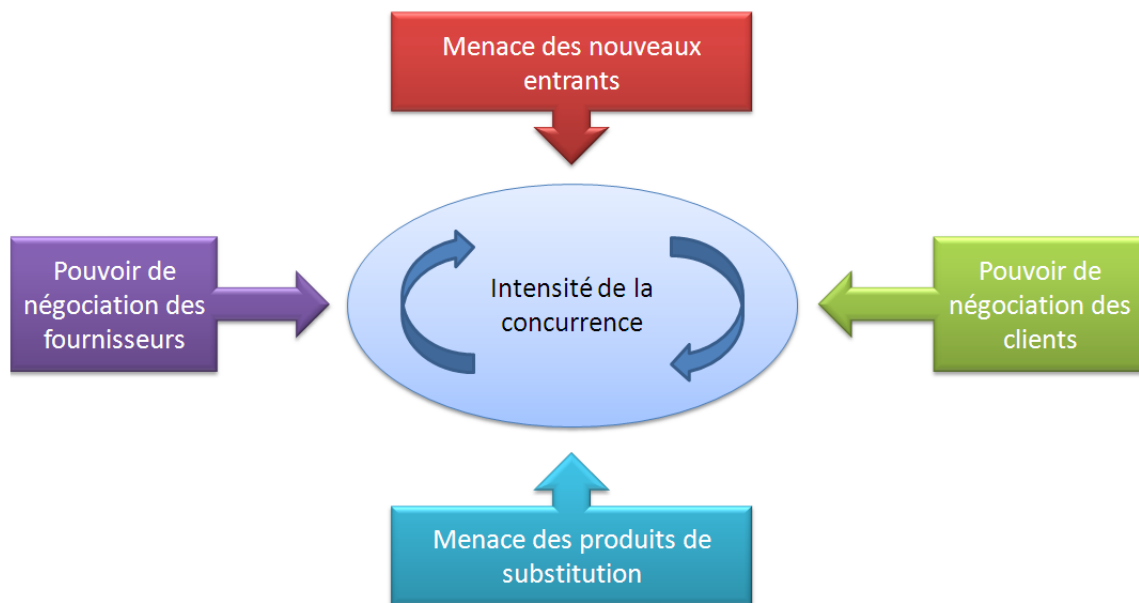 Menace des nouveaux
entrants
Pouvoir de
négociation des
fournisseurs
Intensité de la
concurrence
Pouvoir de
négociation des
clients
Menace des produits de
substitution